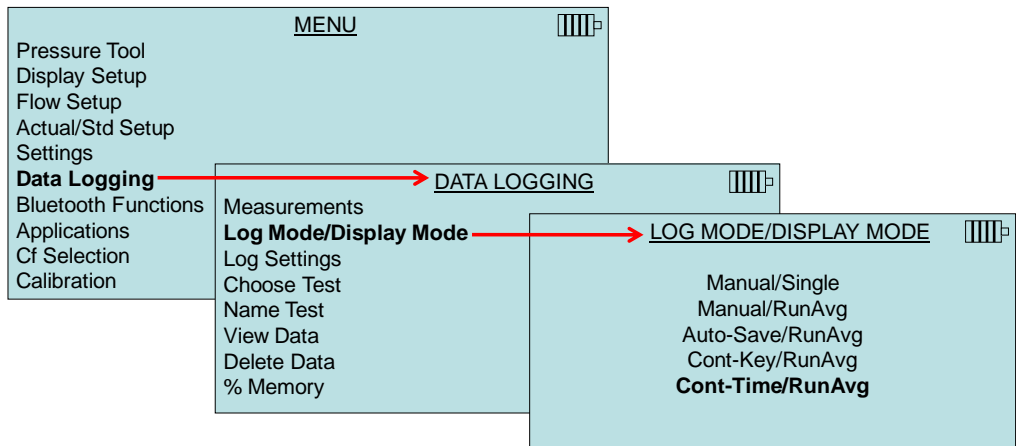 MENU
Pressure Tool
Display Setup
Flow Setup
Actual/Std Setup
Settings
Data Logging
Bluetooth Functions
Applications
Cf Selection
Calibration
DATA LOGGING
Measurements
Log Mode/Display Mode
Log Settings
Choose Test
Name Test
View Data
Delete Data
% Memory
LOG MODE/DISPLAY MODE
Manual/Single
Manual/RunAvg
Auto-Save/RunAvg
Cont-Key/RunAvg
Cont-Time/RunAvg